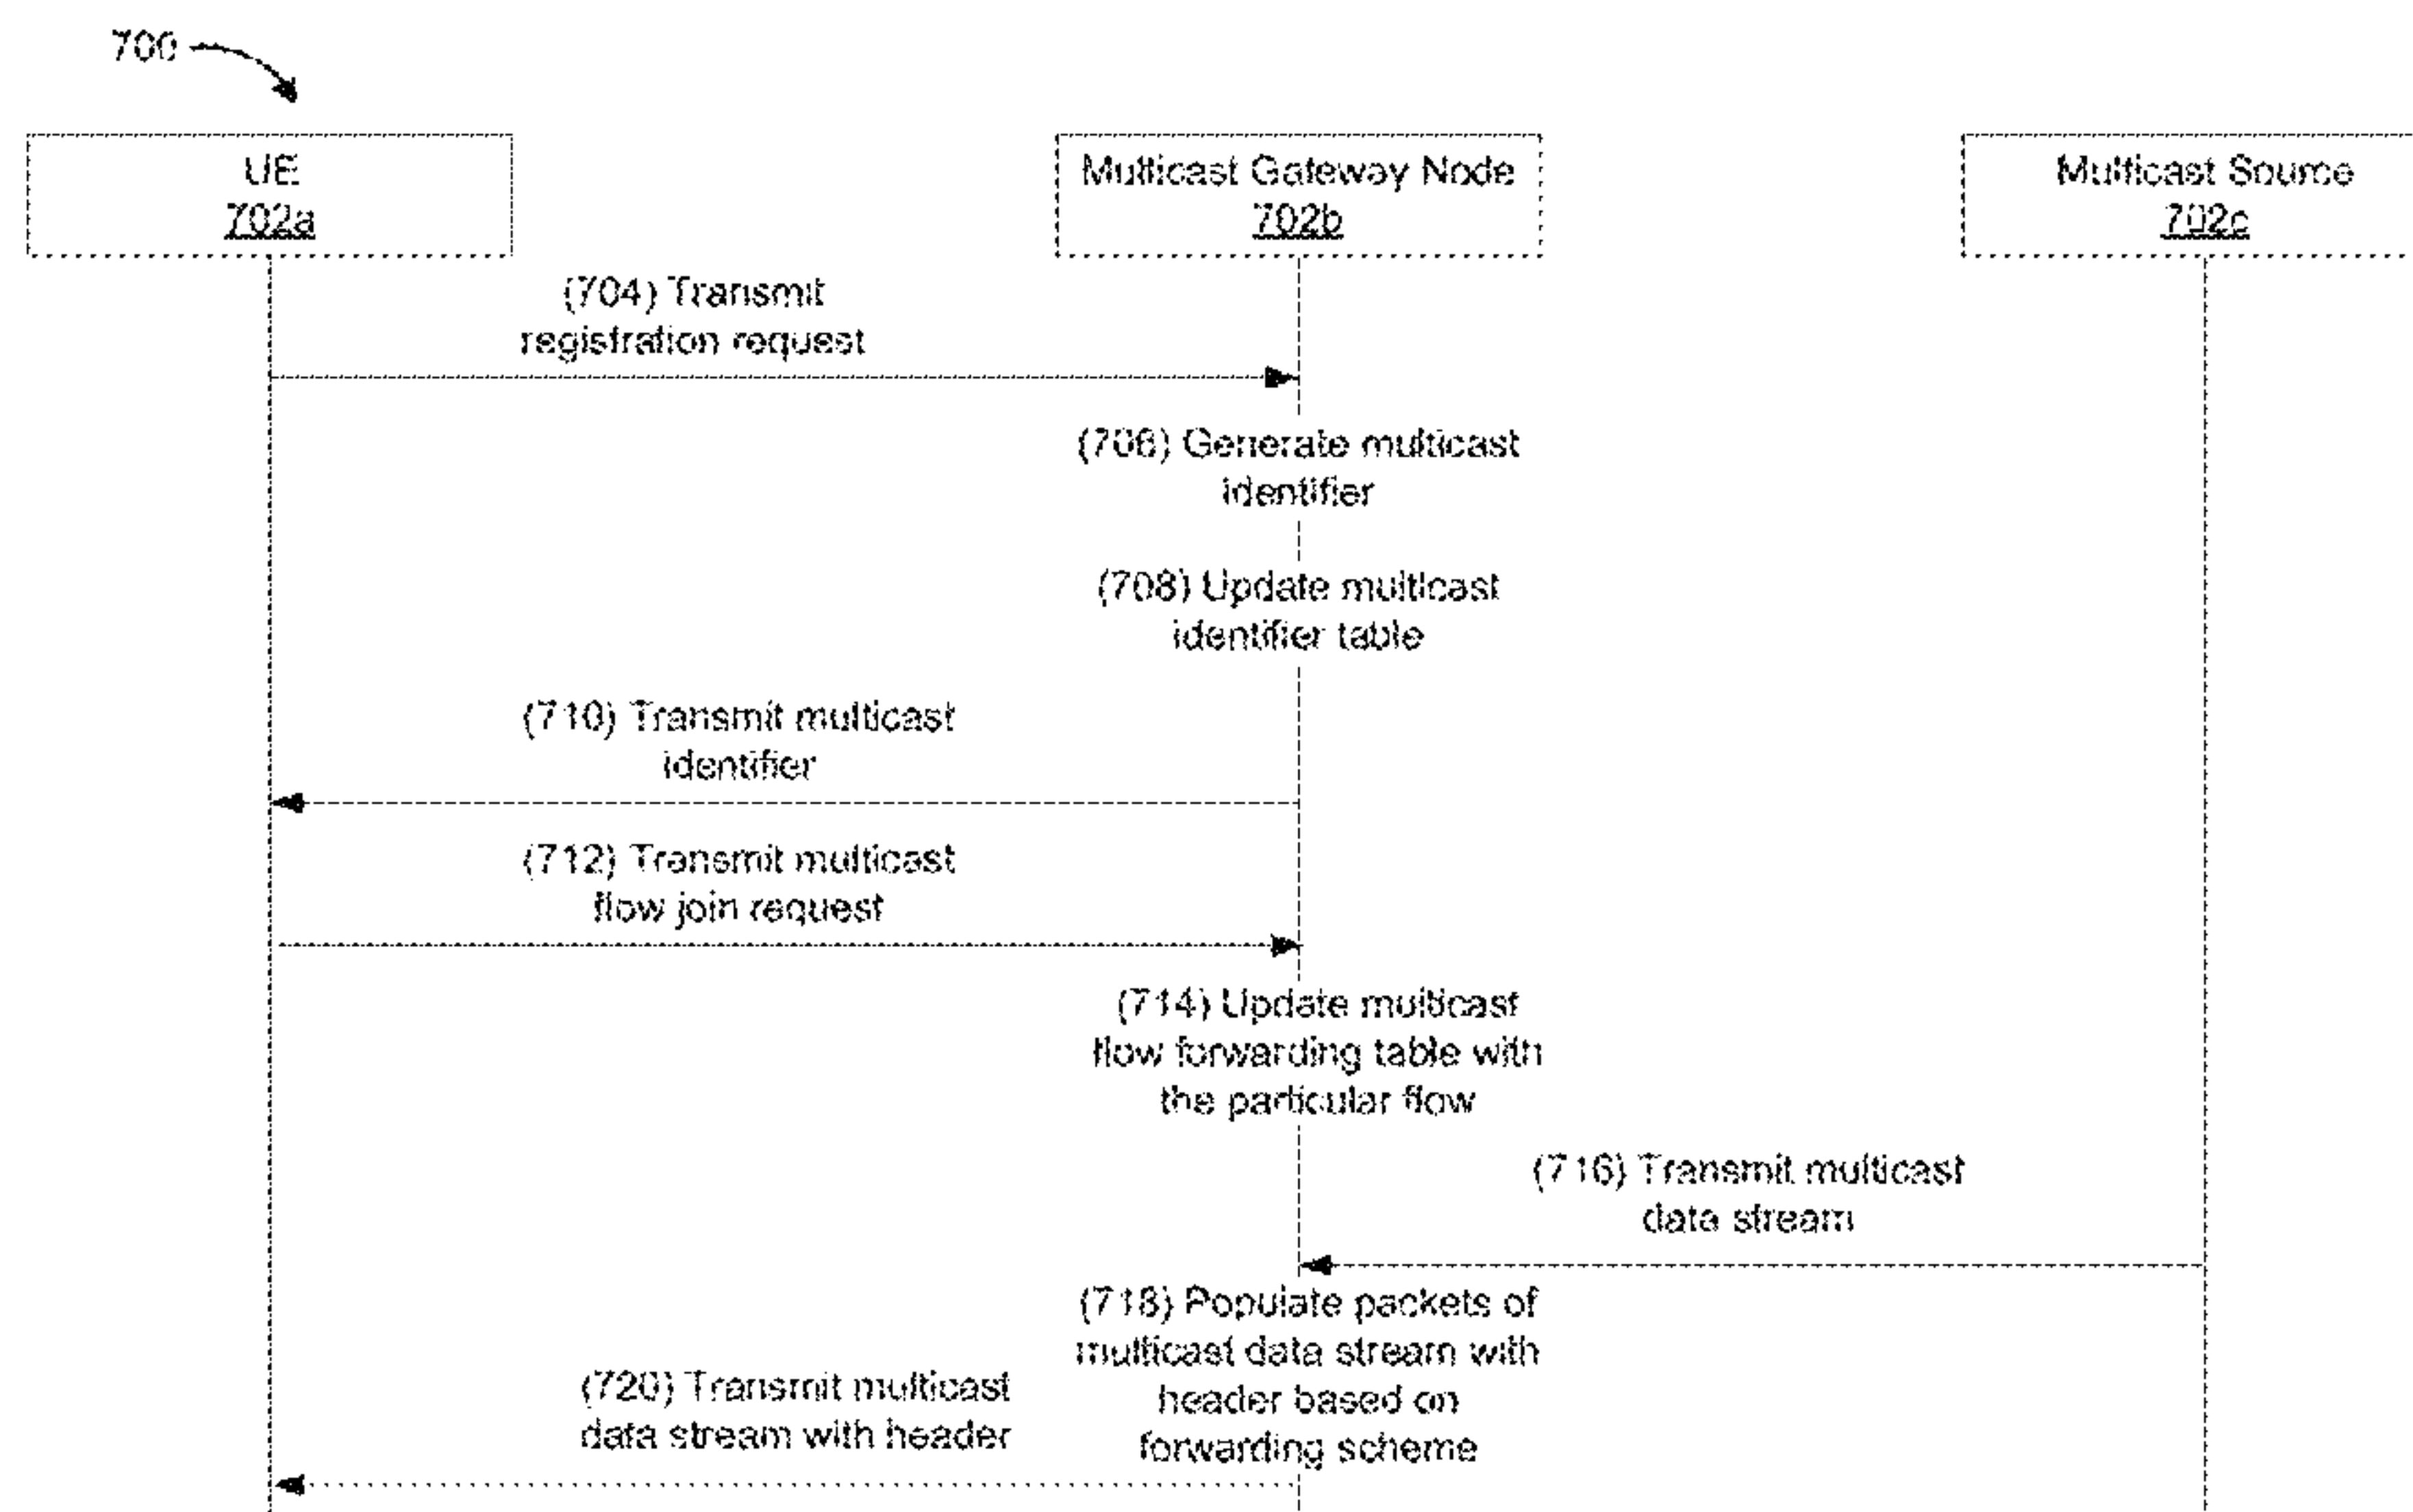 700
UE
702a
Multicast Gateway Node
702b
Multicast Source
702c
(704) Transmit
registration request
(706) Generate multicast
identifier
(708) Update multicast
identifier table
(710) Transmit multicast
identifier
(712) Transmit multicast
flow join request
(714) Update multicast
flow forwarding table with
the particular flow
(716) Transmit multicast
data stream
(718) Populate packets of
multicast data stream with
header based on
forwarding scheme
(720) Transmit multicast
data stream with header